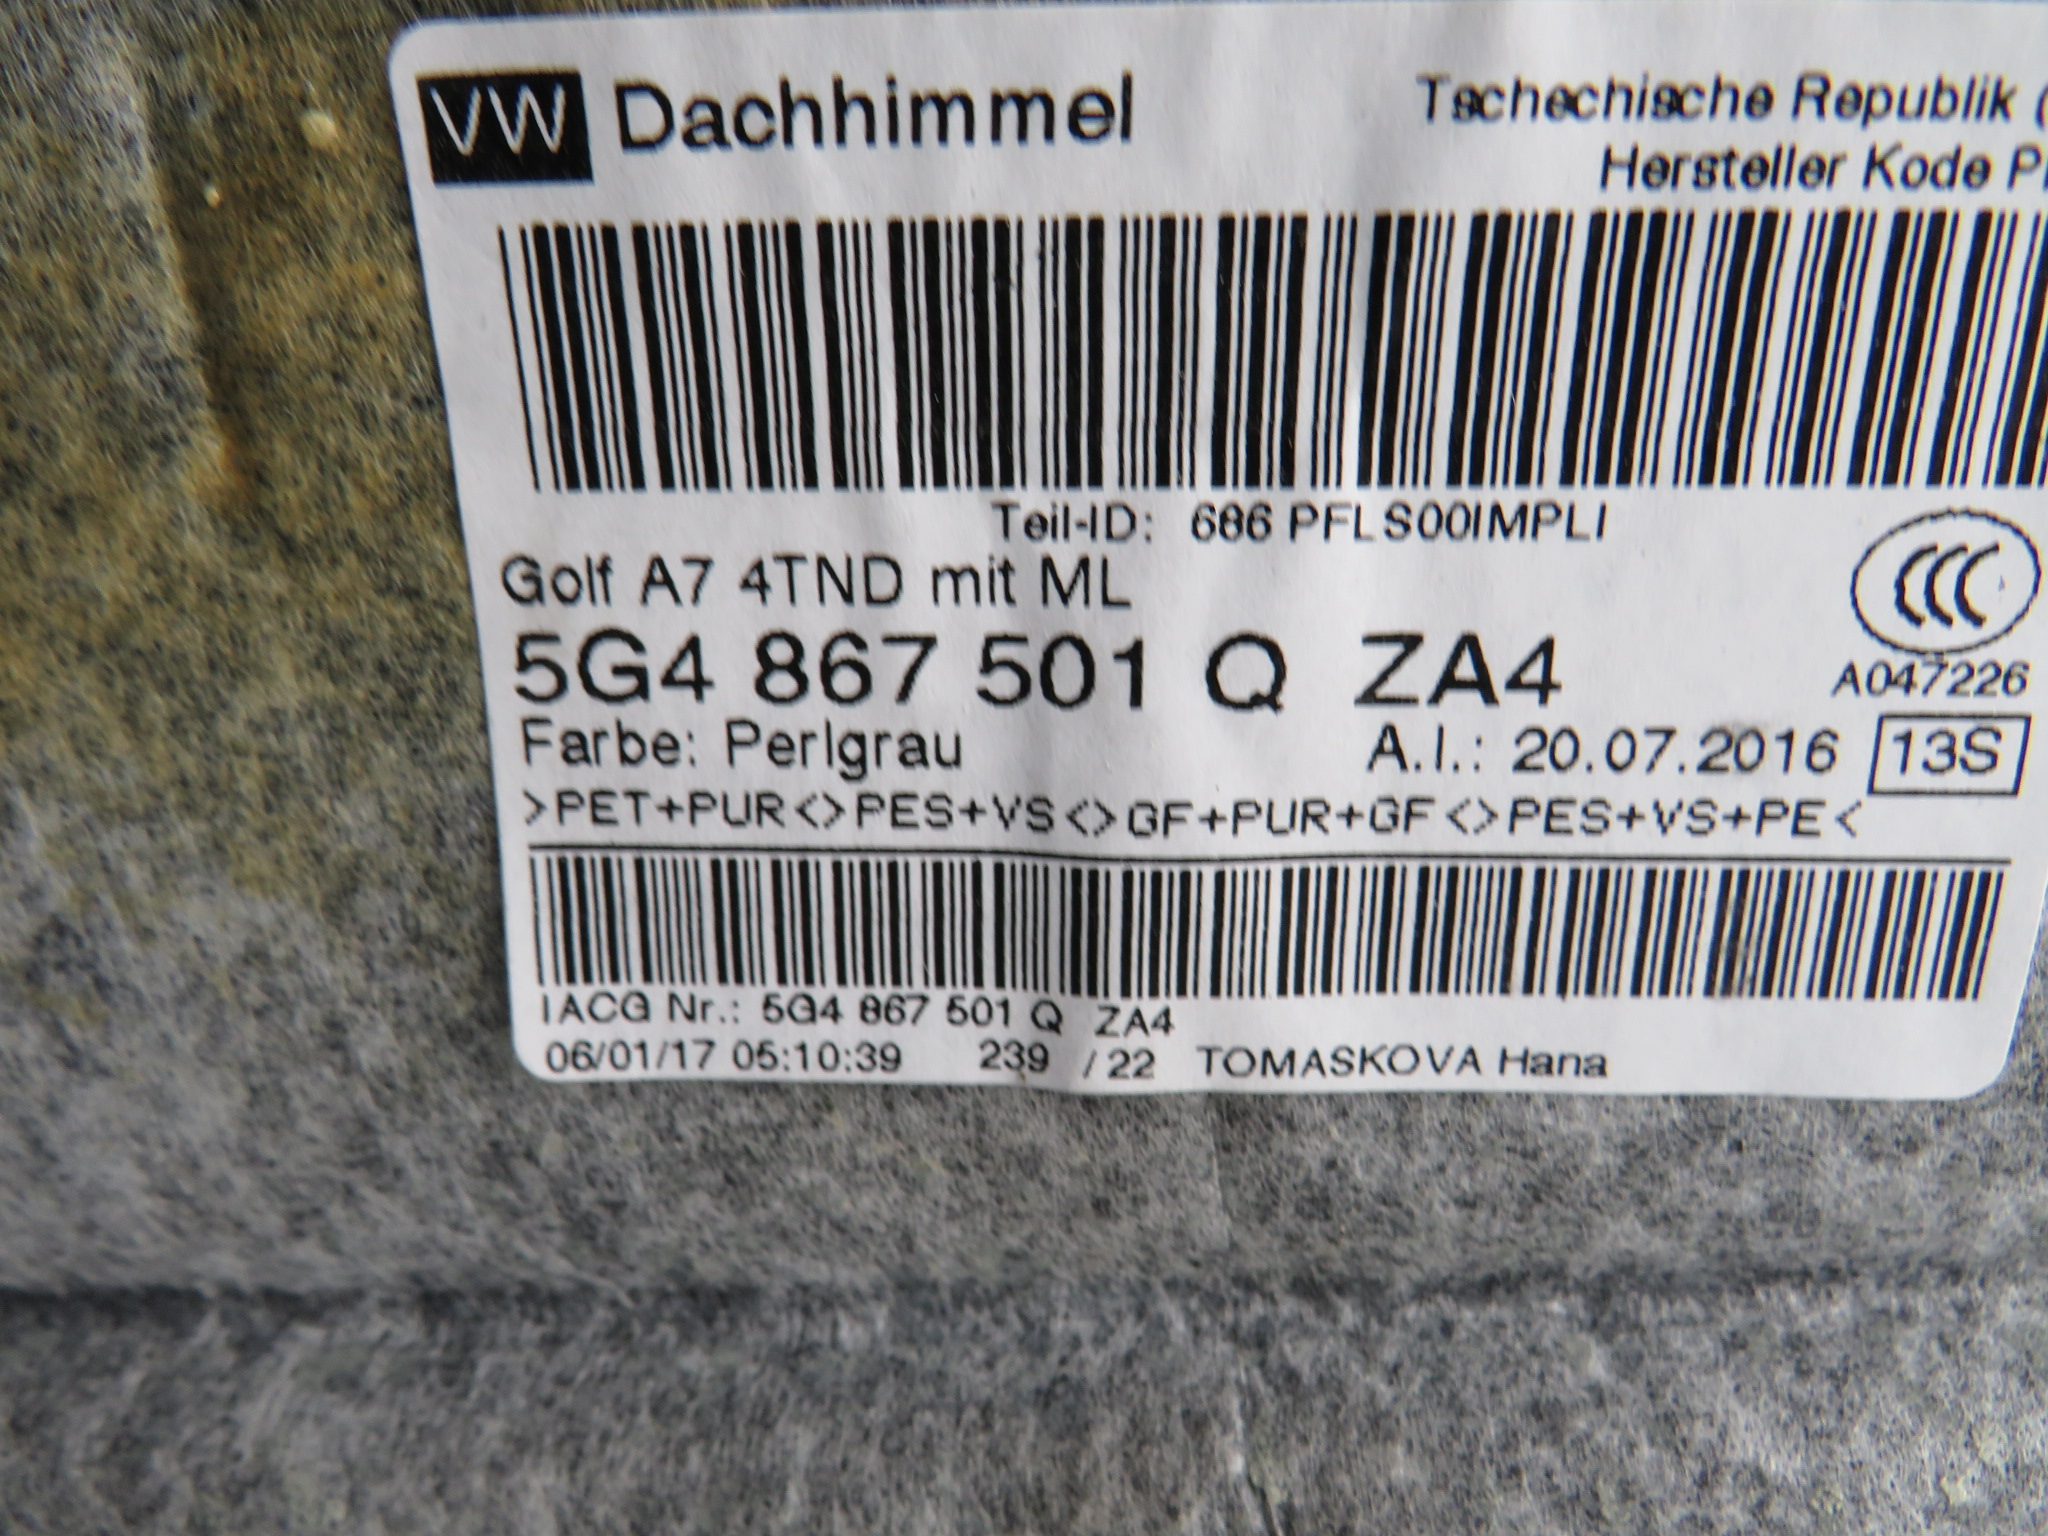 VW Dachhimmel
Tschechische Republik (
Hersteller Kode
Teil-ID: 686 PFLS00IMPLI
Golf A7 4TND mit ML
CCC
5G4 867 501 Q ZA4
A047226
Farbe: Perlgrau A.I.: 20.07.2016 13S
>PET+PUR<>PES+VS<>GF+PUR+GF<>PES+VS+PE<
IACG Nr.: 5G4 867 501 Q ZA4
06/01/17 05:10:39 239 /22 TOMASKOVA Hana